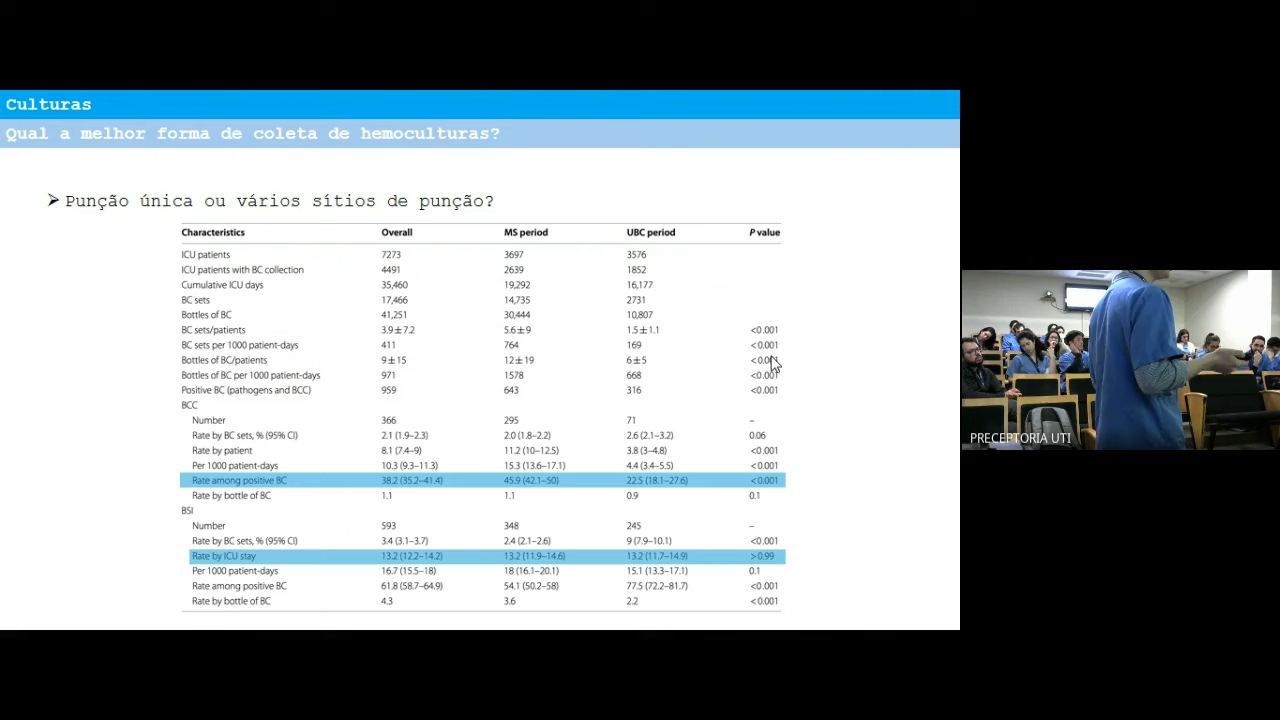 Culturas
Qual a melhor forma de coleta de hemoculturas?
➢ Punção única ou vários sítios de punção?
Characteristics Overall MS period UBC period P value
ICU patients 7273 3697 3576
ICU patients with BC collection 4491 2639 1852
Cumulative ICU days 35,460 19,292 16,177
BC sets 17,466 14,735 2731
Bottles of BC 41,251 30,444 10,807
BC sets/patients 3.9±7.2 5.6±9 1.5±1.1 <0.001
BC sets per 1000 patient-days 411 764 169 <0.001
Bottles of BC/patients 9±15 12±19 6±5 <0.001
Bottles of BC per 1000 patient-days 971 1578 668 <0.001
Positive BC (pathogens and BCC) 959 643 316 <0.001
BCC
Number 366 295 71 –
Rate by BC sets, % (95% CI) 2.1 (1.9–2.3) 2.0 (1.8–2.2) 2.6 (2.1–3.2) 0.06
Rate by patient 8.1 (7.4–9) 11.2 (10–12.5) 3.8 (3–4.8) <0.001
Per 1000 patient-days 10.3 (9.3–11.3) 15.3 (13.6–17.1) 4.4 (3.4–5.5) <0.001
Rate among positive BC 38.2 (35.2–41.4) 45.9 (42.1–50) 22.5 (18.1–27.6) <0.001
Rate by bottle of BC 1.1 1.1 0.9 0.1
BSI
Number 593 348 245 –
Rate by BC sets, % (95% CI) 3.4 (3.1–3.7) 2.4 (2.1–2.6) 9 (7.9–10.1) <0.001
Rate by ICU stay 13.2 (12.2–14.2) 13.2 (11.9–14.6) 13.2 (11.7–14.9) >0.99
Per 1000 patient-days 16.7 (15.5–18) 18 (16.1–20.1) 15.1 (13.3–17.1) 0.1
Rate among positive BC 61.8 (58.7–64.9) 54.1 (50.2–58) 77.5 (72.2–81.7) <0.001
Rate by bottle of BC 4.3 3.6 2.2 <0.001
PRECEPTORIA UTI